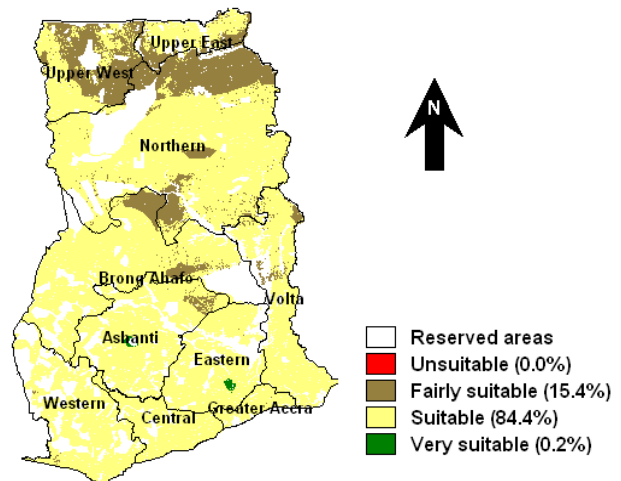 Upper East
Upper West
N
Northern
Brong Ahafo
Volta
Ashanti
Eastern
Western
Greater Accra
Central
Reserved areas
Unsuitable (0.0%)
Fairly suitable (15.4%)
Suitable (84.4%)
Very suitable (0.2%)